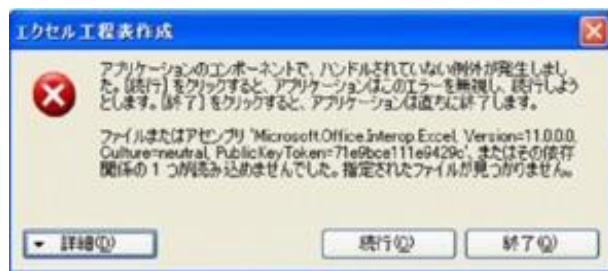 エクセル工程表作成
アプリケーションのコンポーネントで、ハンドルされていない例外が発生しまし
た。[続行] をクリックすると、アプリケーションはこのエラーを無視し、続行しよう
とします。[終了] をクリックすると、アプリケーションは直ちに終了します。
ファイルまたはアセンブリ 'Microsoft.Office.Interop.Excel, Version=11.0.0.0,
Culture=neutral, PublicKeyToken=71e9bce111e9429c'、またはその依存
関係の 1 つが読み込めませんでした。指定されたファイルが見つかりません。
詳細(D)
続行(C)
終了(Q)